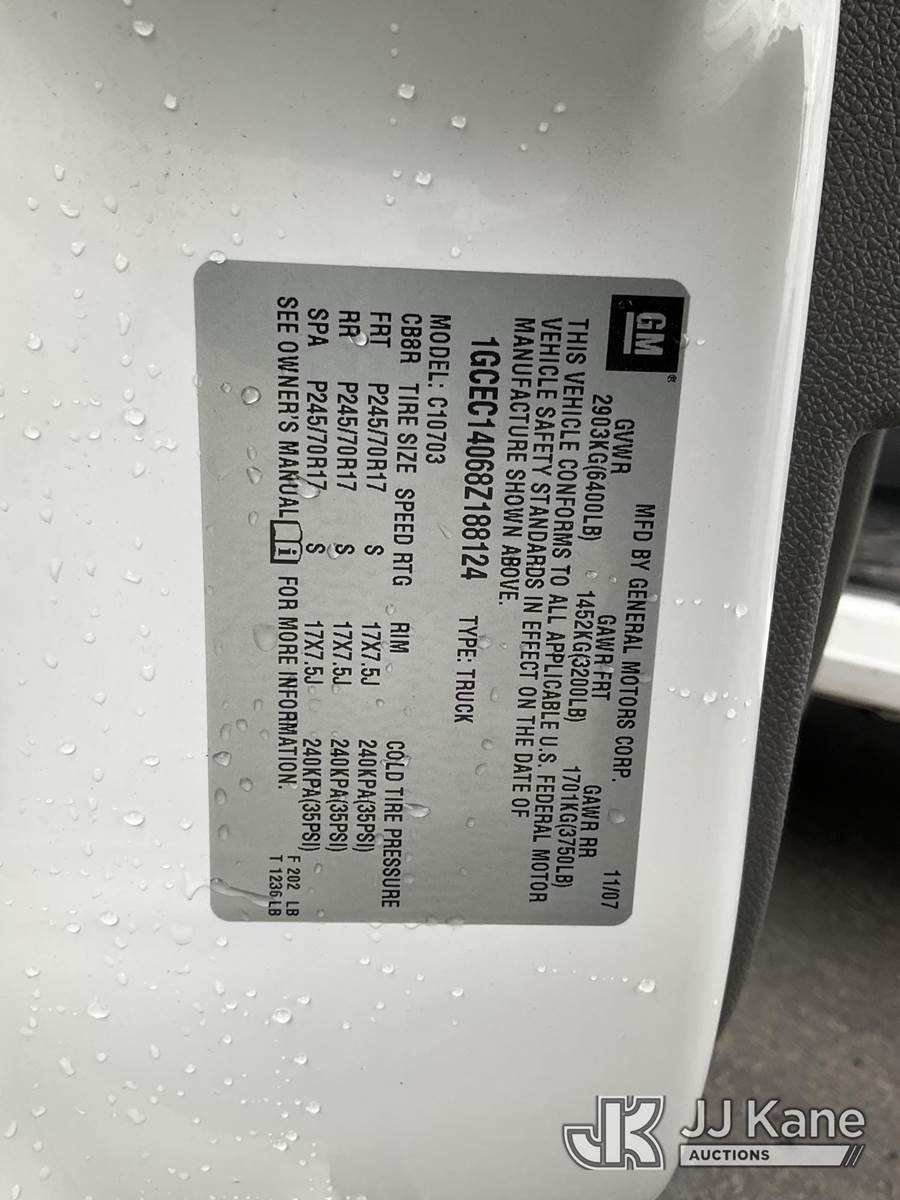 GM®
MFD BY GENERAL MOTORS CORP. 11/07
GVWR GAWR FRT GAWR RR
2903KG(6400LB) 1452KG(3200LB) 1701KG(3750LB)
THIS VEHICLE CONFORMS TO ALL APPLICABLE U.S. FEDERAL MOTOR
VEHICLE SAFETY STANDARDS IN EFFECT ON THE DATE OF
MANUFACTURE SHOWN ABOVE.
1GCEC14068Z188124 TYPE: TRUCK
MODEL: C10703
CB8R TIRE SIZE SPEED RTG RIM COLD TIRE PRESSURE
FRT P245/70R17 S 17X7.5J 240KPA(35PSI)
RR P245/70R17 S 17X7.5J 240KPA(35PSI)
SPA P245/70R17 S 17X7.5J 240KPA(35PSI)
SEE OWNER'S MANUAL i FOR MORE INFORMATION.
F 202 LB
T 1236 LB
JK JJ Kane
AUCTIONS